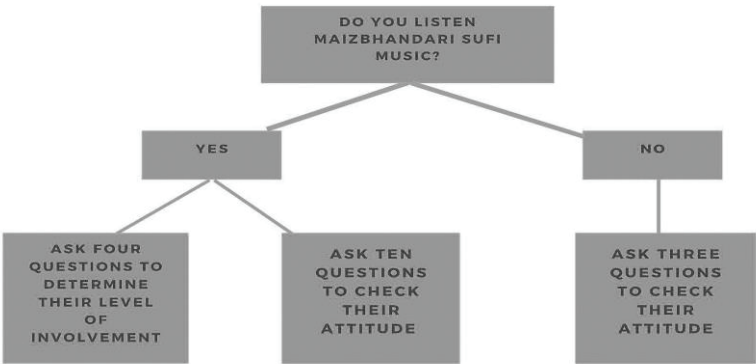 DO YOU LISTEN
MAIZBHANDARI SUFI
MUSIC?
YES
NO
ASK FOUR
QUESTIONS TO
DETERMINE
THEIR LEVEL
OF
INVOLVEMENT
ASK TEN
QUESTIONS
TO CHECK
THEIR
ATTITUDE
ASK THREE
QUESTIONS
TO CHECK
THEIR
ATTITUDE